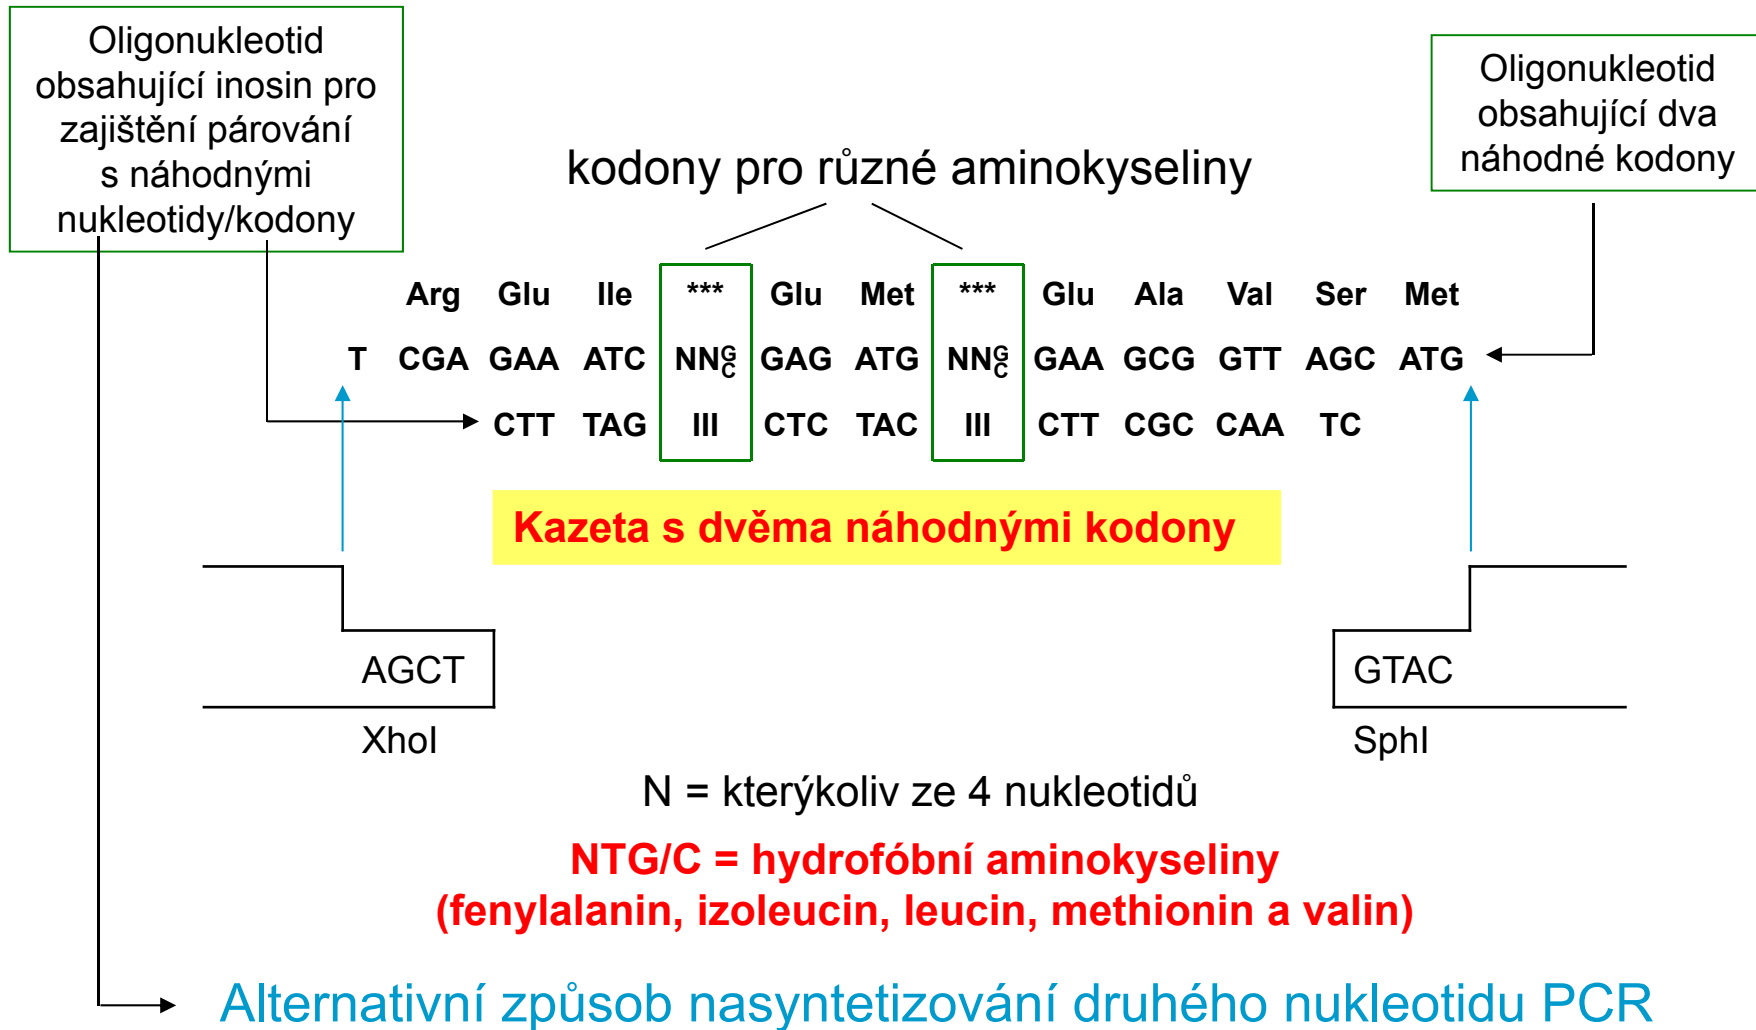 Oligonukleotid
obsahující inosin pro
zajištění párování
s náhodnými
nukleotidy/kodony
Oligonukleotid
obsahující dva
náhodné kodony
kodony pro různé aminokyseliny
Arg Glu Ile *** Glu Met *** Glu Ala Val Ser Met
T CGA GAA ATC NNG/C GAG ATG NNG/C GAA GCG GTT AGC ATG
CTT TAG III CTC TAC III CTT CGC CAA TC
Kazeta s dvěma náhodnými kodony
AGCT GTAC
XhoI SphI
N = kterýkoliv ze 4 nukleotidů
NTG/C = hydrofóbní aminokyseliny
(fenylalanin, izoleucin, leucin, methionin a valin)
Alternativní způsob nasyntetizování druhého nukleotidu PCR